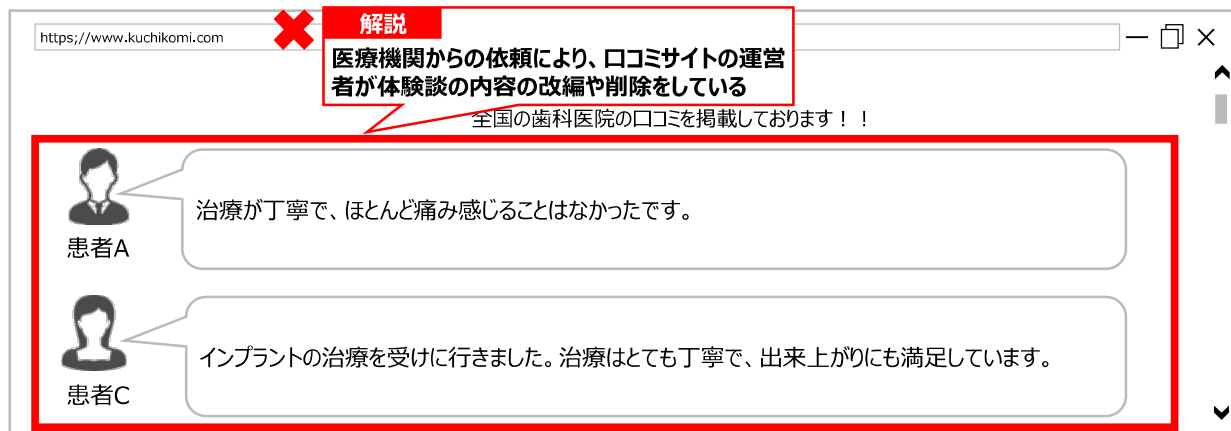 https;//www.kuchikomi.com
解説
医療機関からの依頼により、口コミサイトの運営
者が体験談の内容の改編や削除をしている
全国の歯科医院の口コミを掲載しております！！
治療が丁寧で、ほとんど痛み感じることはなかったです。
患者A
インプラントの治療を受けに行きました。治療はとても丁寧で、出来上がりにも満足しています。
患者C